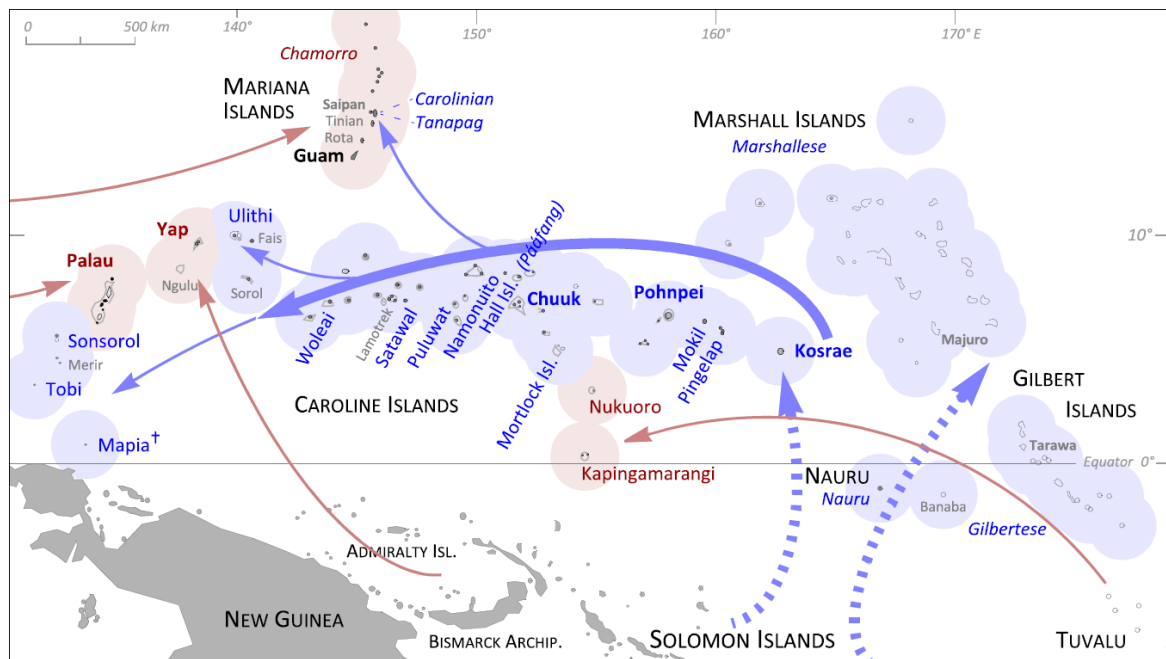 0
500 km
140°
150°
160°
170° E
Chamorro
MARIANA
ISLANDS
Saipan
Tinian
Rota
Guam
Carolinian
Tanapag
MARSHALL ISLANDS
Marshallese
Ulithi
Fais
Yap
Ngulu
Sorol
Palau
10°
Sonsorol
Merir
Tobi
Mapia†
Woleai
Lamotrek
Satawal
Puluwat
Namonuito
Hall Isl. (Pááfang)
Chuuk
Mortlock Isl.
Pohnpei
Mokil
Pingelap
Kosrae
Majuro
CAROLINE ISLANDS
Nukuoro
Kapingamarangi
GILBERT
ISLANDS
Tarawa
Equator 0°
NAURU
Nauru
Banaba
Gilbertese
ADMIRALTY ISL.
NEW GUINEA
BISMARCK ARCHIP.
SOLOMON ISLANDS
TUVALU